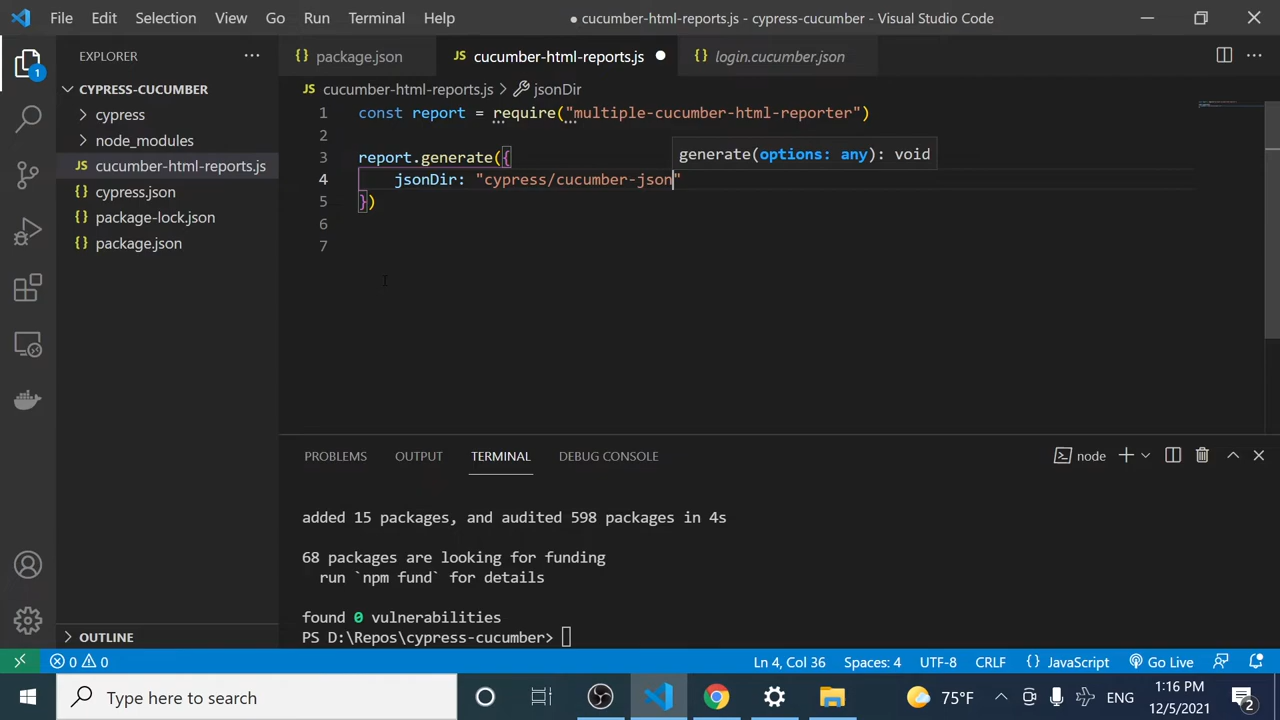 File Edit Selection View Go Run Terminal Help ● cucumber-html-reports.js - cypress-cucumber - Visual Studio Code
EXPLORER
1
CYPRESS-CUCUMBER
cypress
node_modules
JS cucumber-html-reports.js
{} cypress.json
{} package-lock.json
{} package.json
OUTLINE
{} package.json JS cucumber-html-reports.js {} login.cucumber.json
JS cucumber-html-reports.js > jsonDir
1 const report = require("multiple-cucumber-html-reporter")
2
generate(options: any): void
3 report.generate({
4 jsonDir: "cypress/cucumber-json"
5 })
6
7
PROBLEMS OUTPUT TERMINAL DEBUG CONSOLE node
added 15 packages, and audited 598 packages in 4s
68 packages are looking for funding
run `npm fund` for details
found 0 vulnerabilities
PS D:\Repos\cypress-cucumber>
0 0 Ln 4, Col 36 Spaces: 4 UTF-8 CRLF {} JavaScript Go Live
Type here to search 75°F ENG 1:16 PM
12/5/2021
2